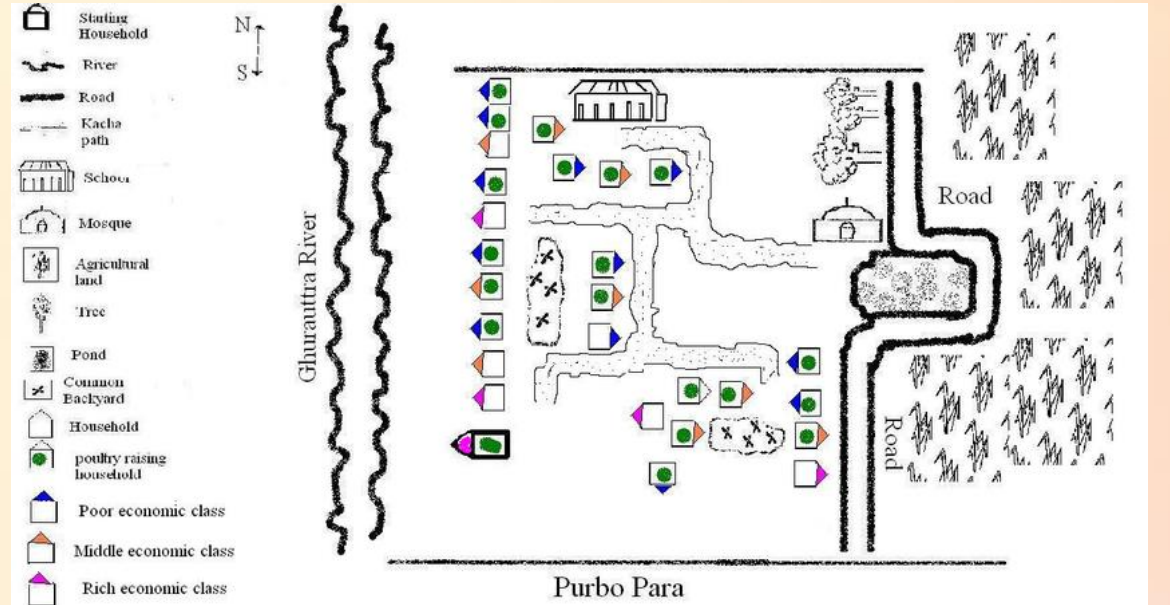 Starting
Household
River
Road
Kacha
path
School
Mosque
Agricultural
land
Tree
Pond
Common
Backyard
Household
poultry raising
household
Poor economic class
Middle economic class
Rich economic class
N
S
Ghurauttra River
Road
Road
Purbo Para